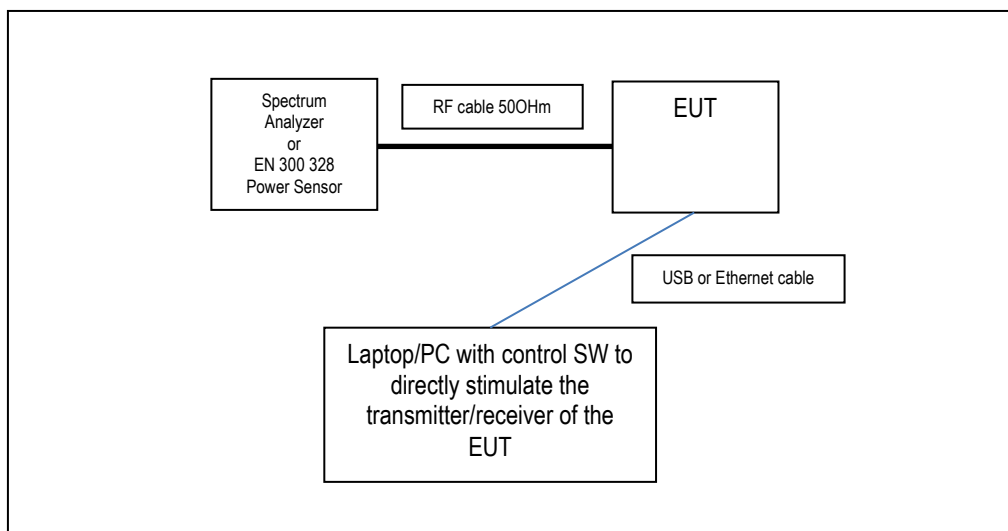 Spectrum
Analyzer
or
EN 300 328
Power Sensor
RF cable 50OHm
EUT
USB or Ethernet cable
Laptop/PC with control SW to
directly stimulate the
transmitter/receiver of the
EUT